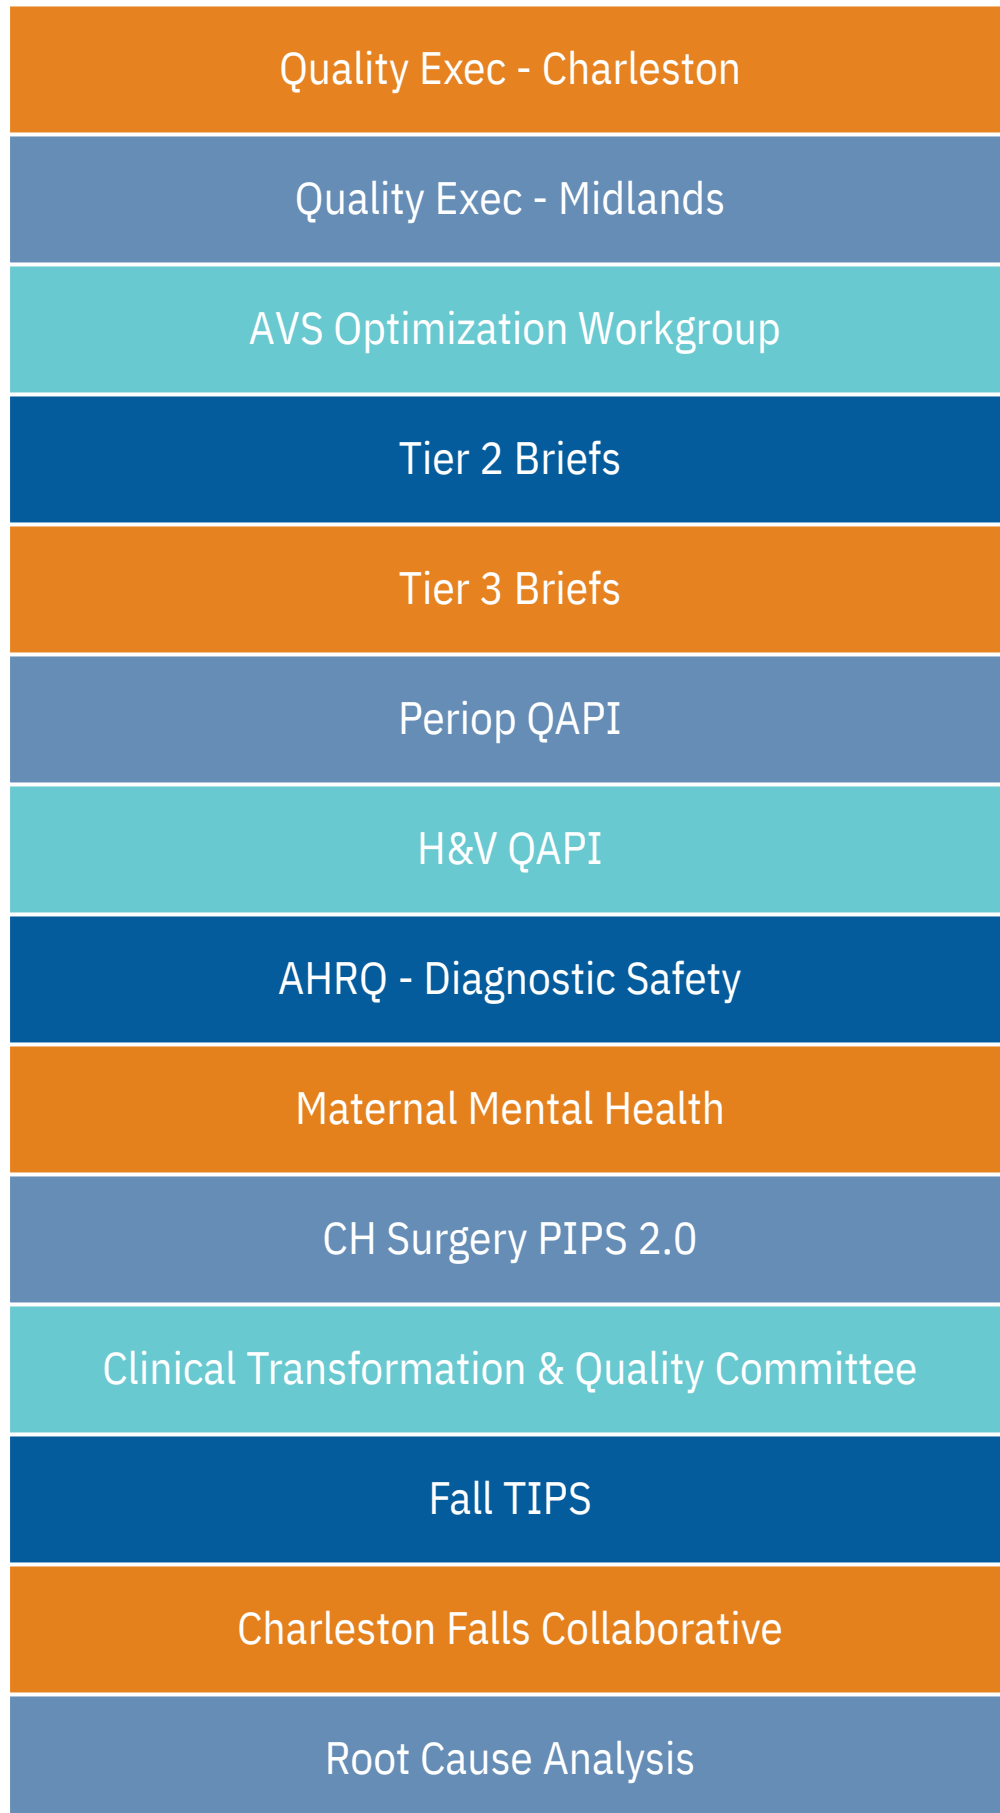 Quality Exec - Charleston
Quality Exec - Midlands
AVS Optimization Workgroup
Tier 2 Briefs
Tier 3 Briefs
Periop QAPI
H&V QAPI
AHRQ - Diagnostic Safety
Maternal Mental Health
CH Surgery PIPS 2.0
Clinical Transformation & Quality Committee
Fall TIPS
Charleston Falls Collaborative
Root Cause Analysis